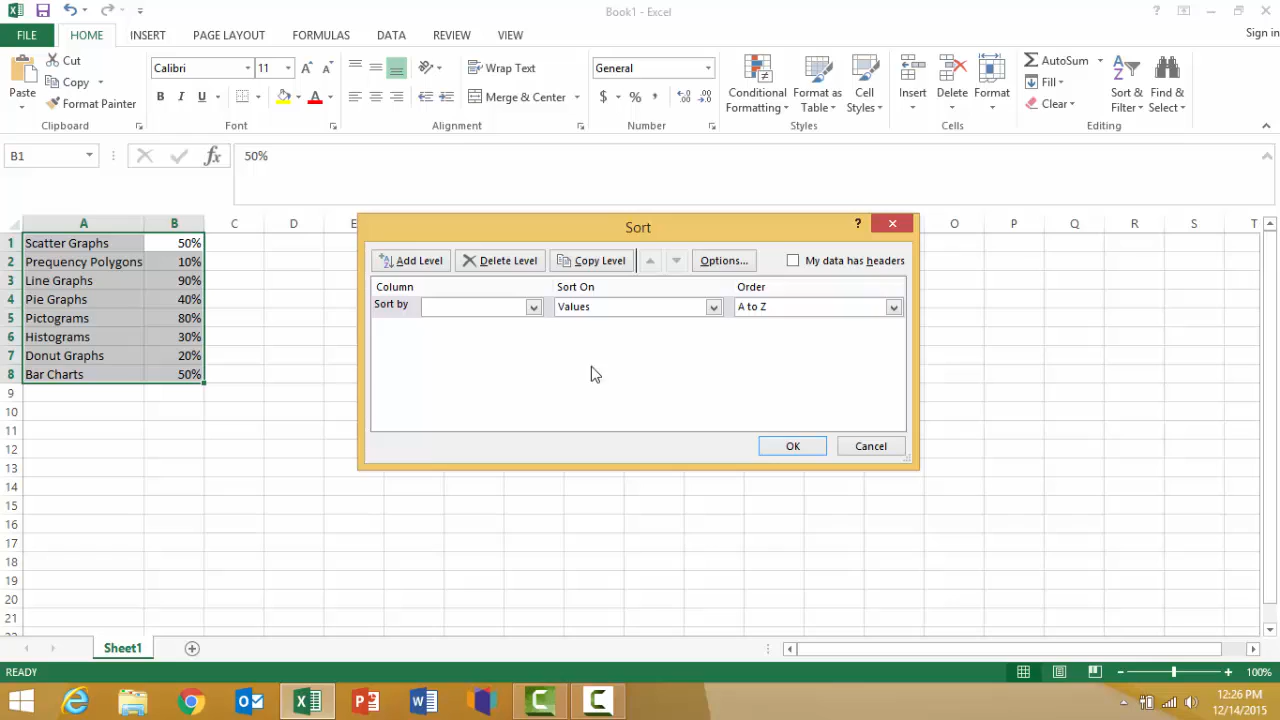 Book1 - Excel
?
FILE HOME INSERT PAGE LAYOUT FORMULAS DATA REVIEW VIEW Sign in
Paste
Cut
Copy
Format Painter
Clipboard
Calibri 11
B I U A
Font
Wrap Text
Merge & Center
Alignment
General
$ % ,
Number
Conditional Formatting
Format as Table
Cell Styles
Styles
Insert
Delete
Format
Cells
AutoSum
Fill
Clear
Sort & Filter
Find & Select
Editing
B1 fx 50%
A B C D E O P Q R S T
1 Scatter Graphs 50%
2 Prequency Polygons 10%
3 Line Graphs 90%
4 Pie Graphs 40%
5 Pictograms 80%
6 Histograms 30%
7 Donut Graphs 20%
8 Bar Charts 50%
9
10
11
12
13
14
15
16
17
18
19
20
21
22
Sort ?
Add Level Delete Level Copy Level Options... My data has headers
Column Sort On Order
Sort by Values A to Z
OK Cancel
Sheet1
READY 100%
12:26 PM
12/14/2015